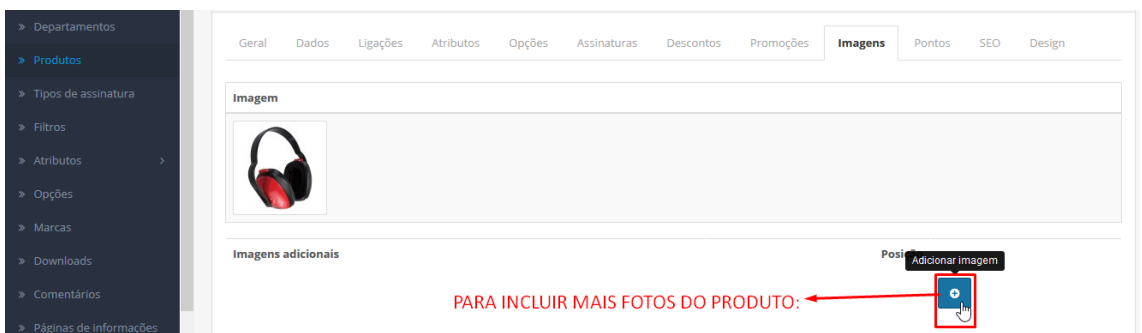 Departamentos
Produtos
Tipos de assinatura
Filtros
Atributos
Opções
Marcas
Downloads
Comentários
Páginas de informações
Geral Dados Ligações Atributos Opções Assinaturas Descontos Promoções Imagens Pontos SEO Design
Imagem
Imagens adicionais
Adicionar imagem
PARA INCLUIR MAIS FOTOS DO PRODUTO: